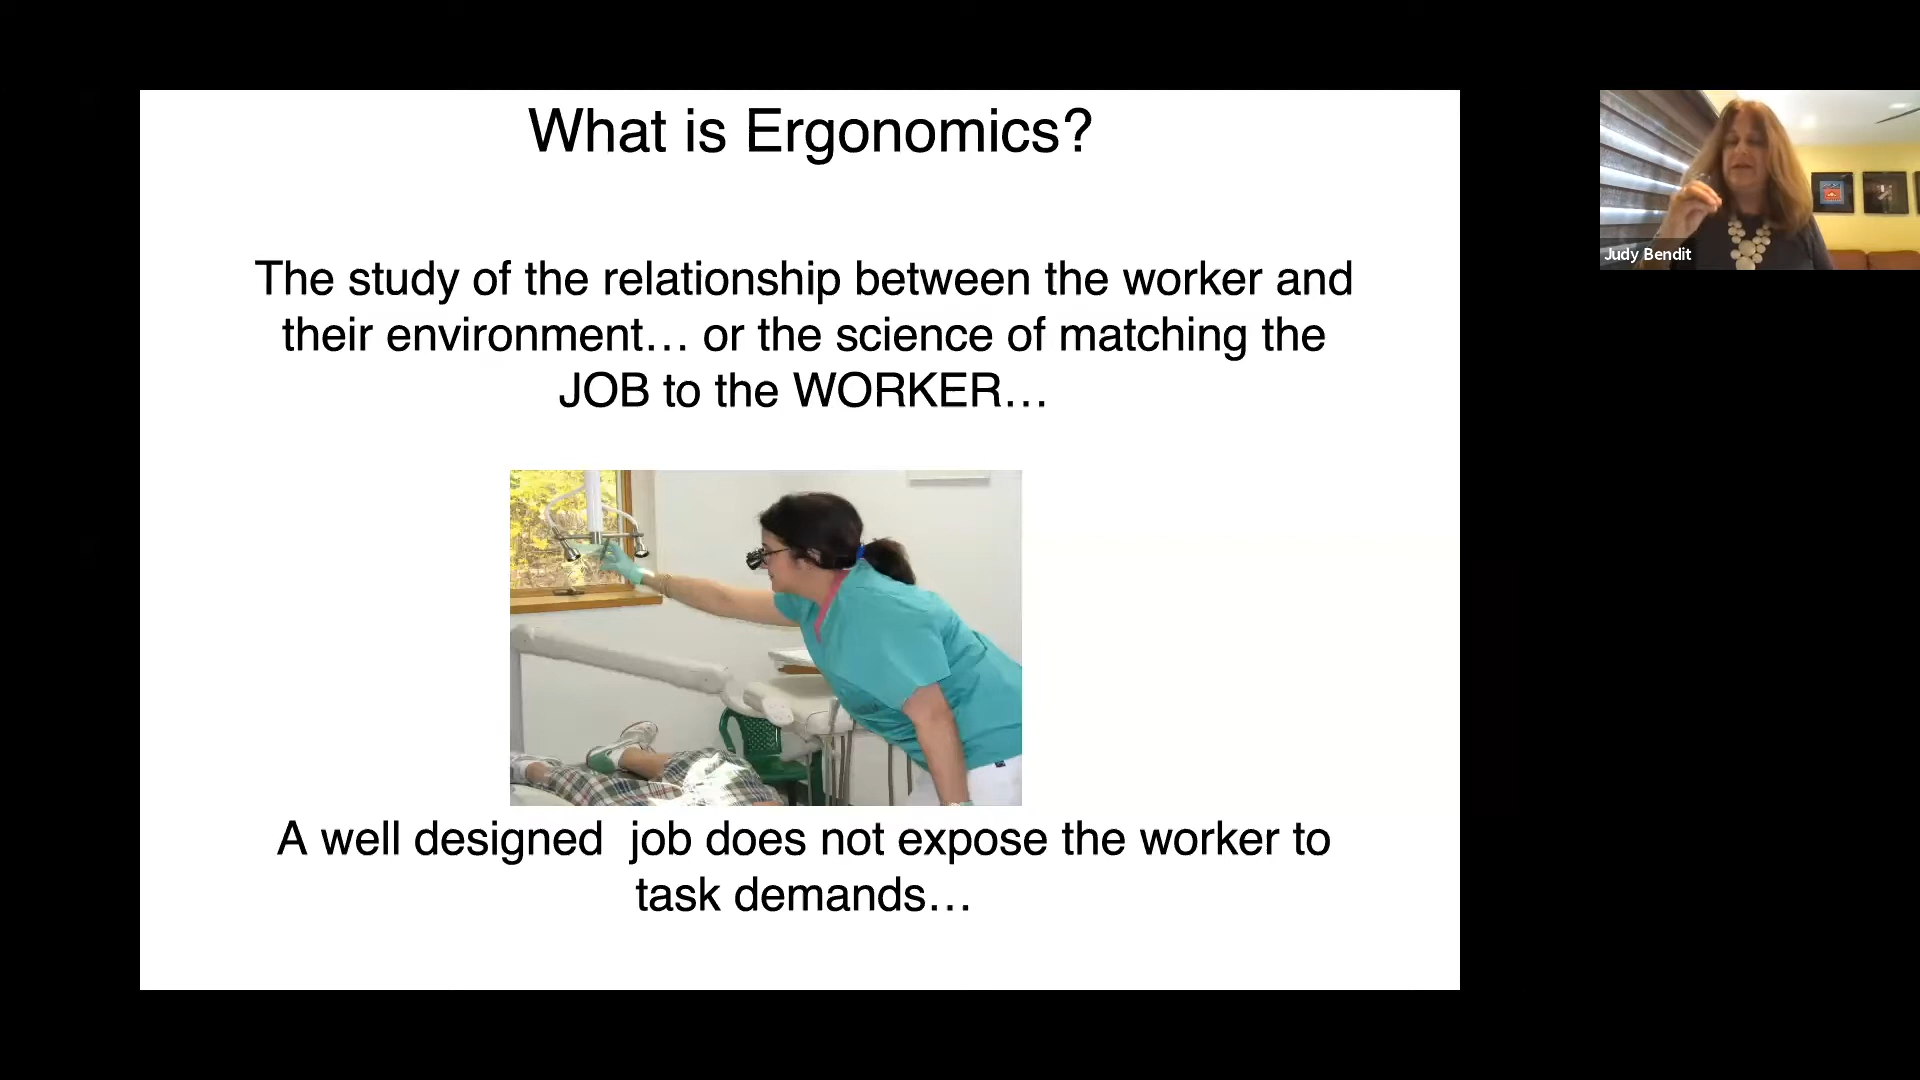 What is Ergonomics?
The study of the relationship between the worker and
their environment… or the science of matching the
JOB to the WORKER…
A well designed  job does not expose the worker to
task demands…
Judy Bendit